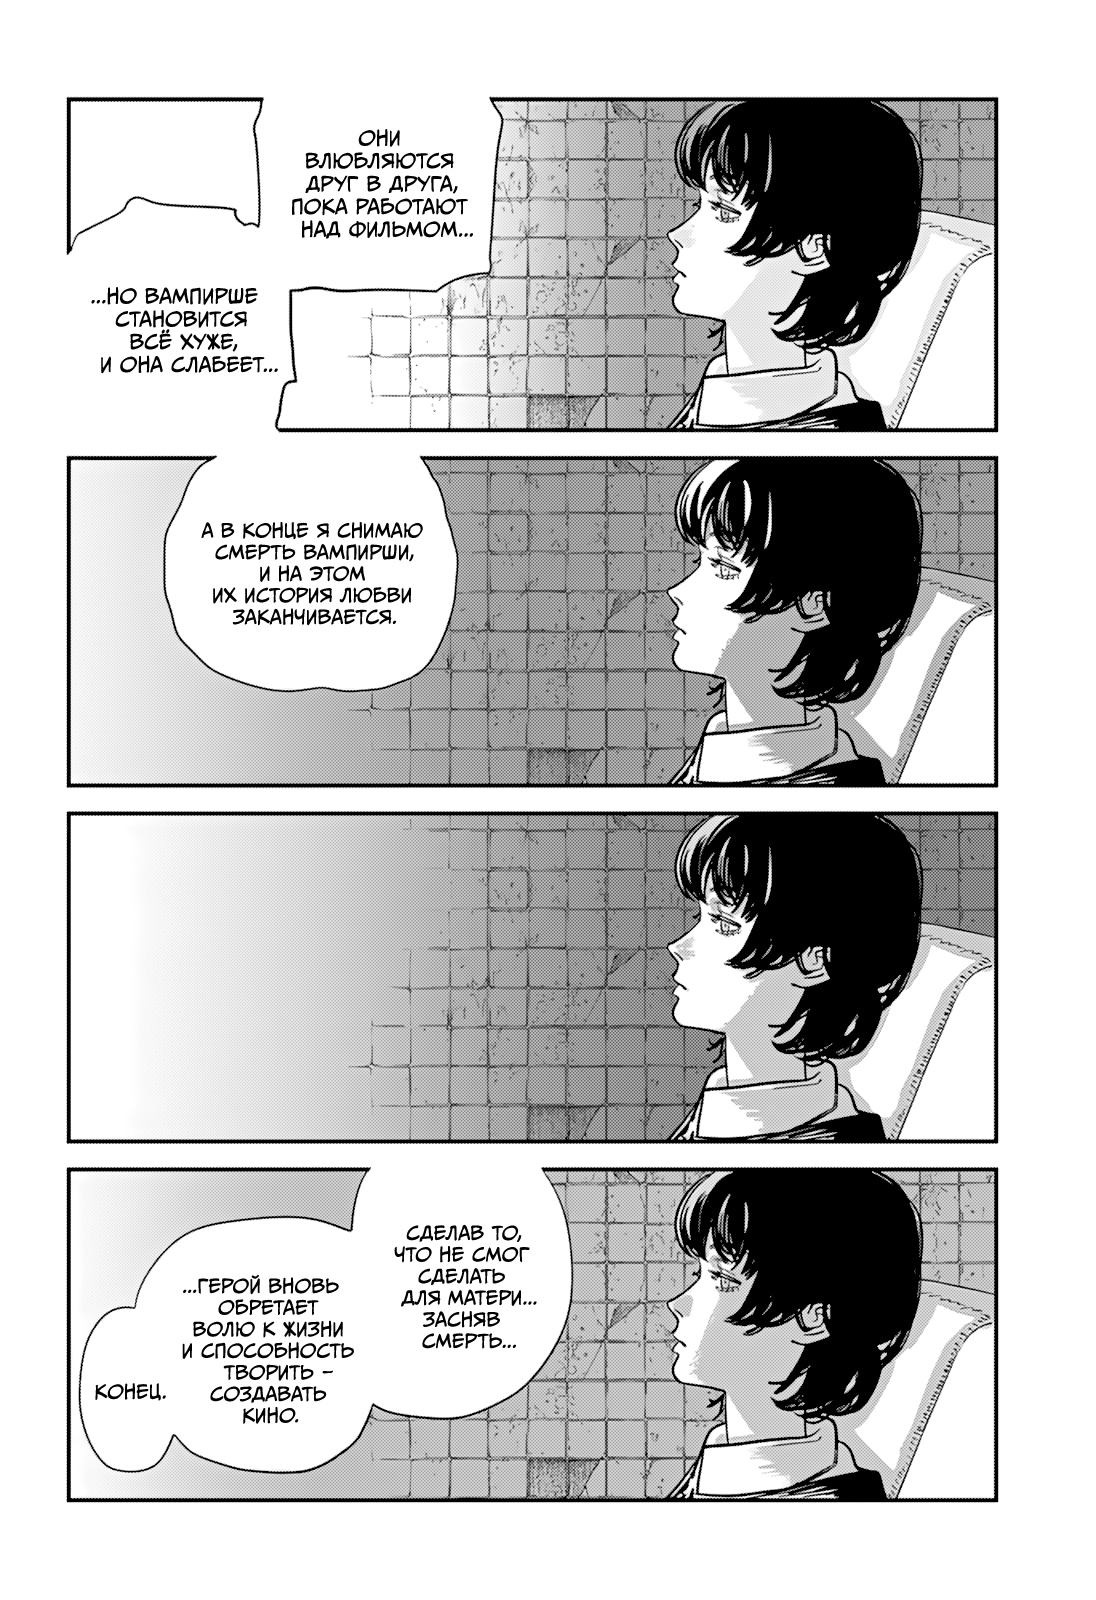 ОНИ
ВЛЮБЛЯЮТСЯ
ДРУГ В ДРУГА,
ПОКА РАБОТАЮТ
НАД ФИЛЬМОМ...
...НО ВАМПИРШЕ
СТАНОВИТСЯ
ВСЁ ХУЖЕ,
И ОНА СЛАБЕЕТ...
А В КОНЦЕ Я СНИМАЮ
СМЕРТЬ ВАМПИРШИ,
И НА ЭТОМ
ИХ ИСТОРИЯ ЛЮБВИ
ЗАКАНЧИВАЕТСЯ.
СДЕЛАВ ТО,
ЧТО НЕ СМОГ
СДЕЛАТЬ
ДЛЯ МАТЕРИ...
ЗАСНЯВ
СМЕРТЬ...
...ГЕРОЙ ВНОВЬ
ОБРЕТАЕТ
ВОЛЮ К ЖИЗНИ
И СПОСОБНОСТЬ
ТВОРИТЬ –
СОЗДАВАТЬ
КИНО.
КОНЕЦ.